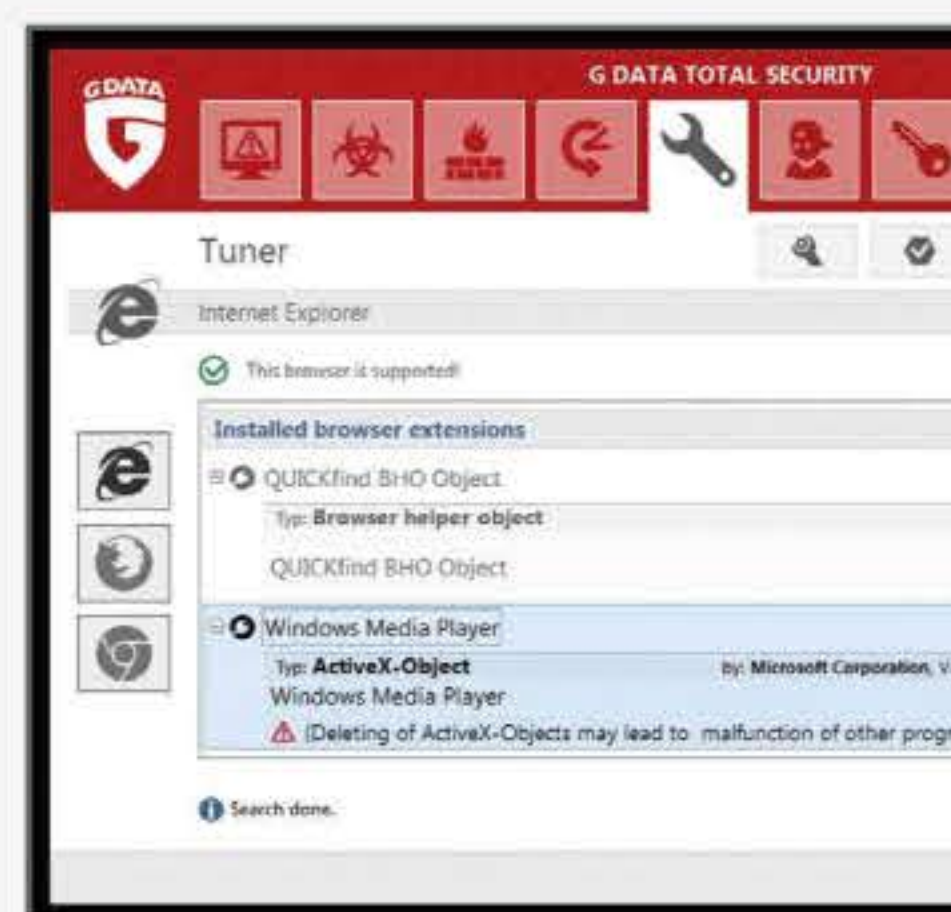 G DATA TOTAL SECURITY
G DATA
Tuner
Internet Explorer
This browser is supported!
Installed browser extensions
QUICKfind BHO Object
Typ: Browser helper object
QUICKfind BHO Object
Windows Media Player
Typ: ActiveX-Object by: Microsoft Corporation, V
Windows Media Player
(Deleting of ActiveX-Objects may lead to malfunction of other progr
Search done.